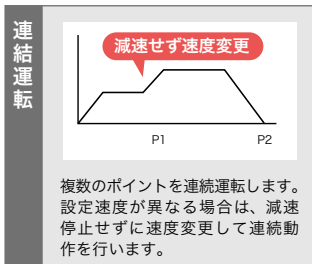 連結運転
減速せず速度変更
P1 P2
複数のポイントを連続運転します。
設定速度が異なる場合は、減速
停止せずに速度変更して連続動
作を行います。